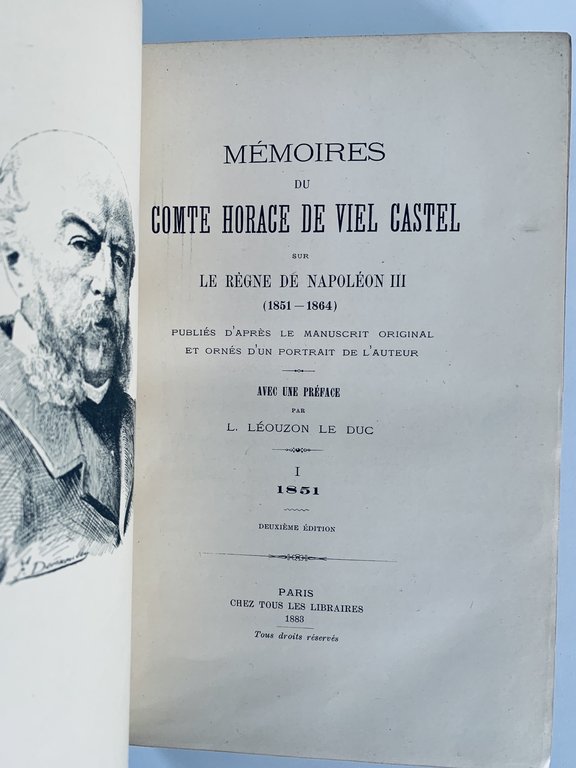 MÉMOIRES
DU
COMTE HORACE DE VIEL CASTEL
SUR
LE RÈGNE DE NAPOLÉON III
(1851—1864)
PUBLIÉS D'APRÈS LE MANUSCRIT ORIGINAL
ET ORNÉS D'UN PORTRAIT DE L'AUTEUR
AVEC UNE PRÉFACE
PAR
L. LÉOUZON LE DUC
I
1851
DEUXIÈME ÉDITION
PARIS
CHEZ TOUS LES LIBRAIRES
1883
Tous droits réservés